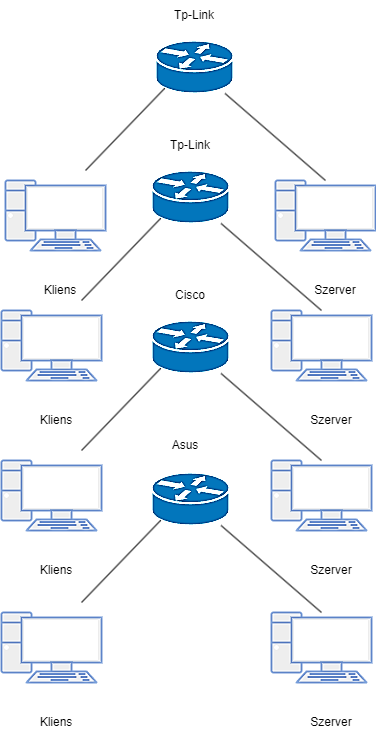 Tp-Link
Tp-Link
Kliens
Szerver
Cisco
Kliens
Szerver
Asus
Kliens
Szerver
Kliens
Szerver